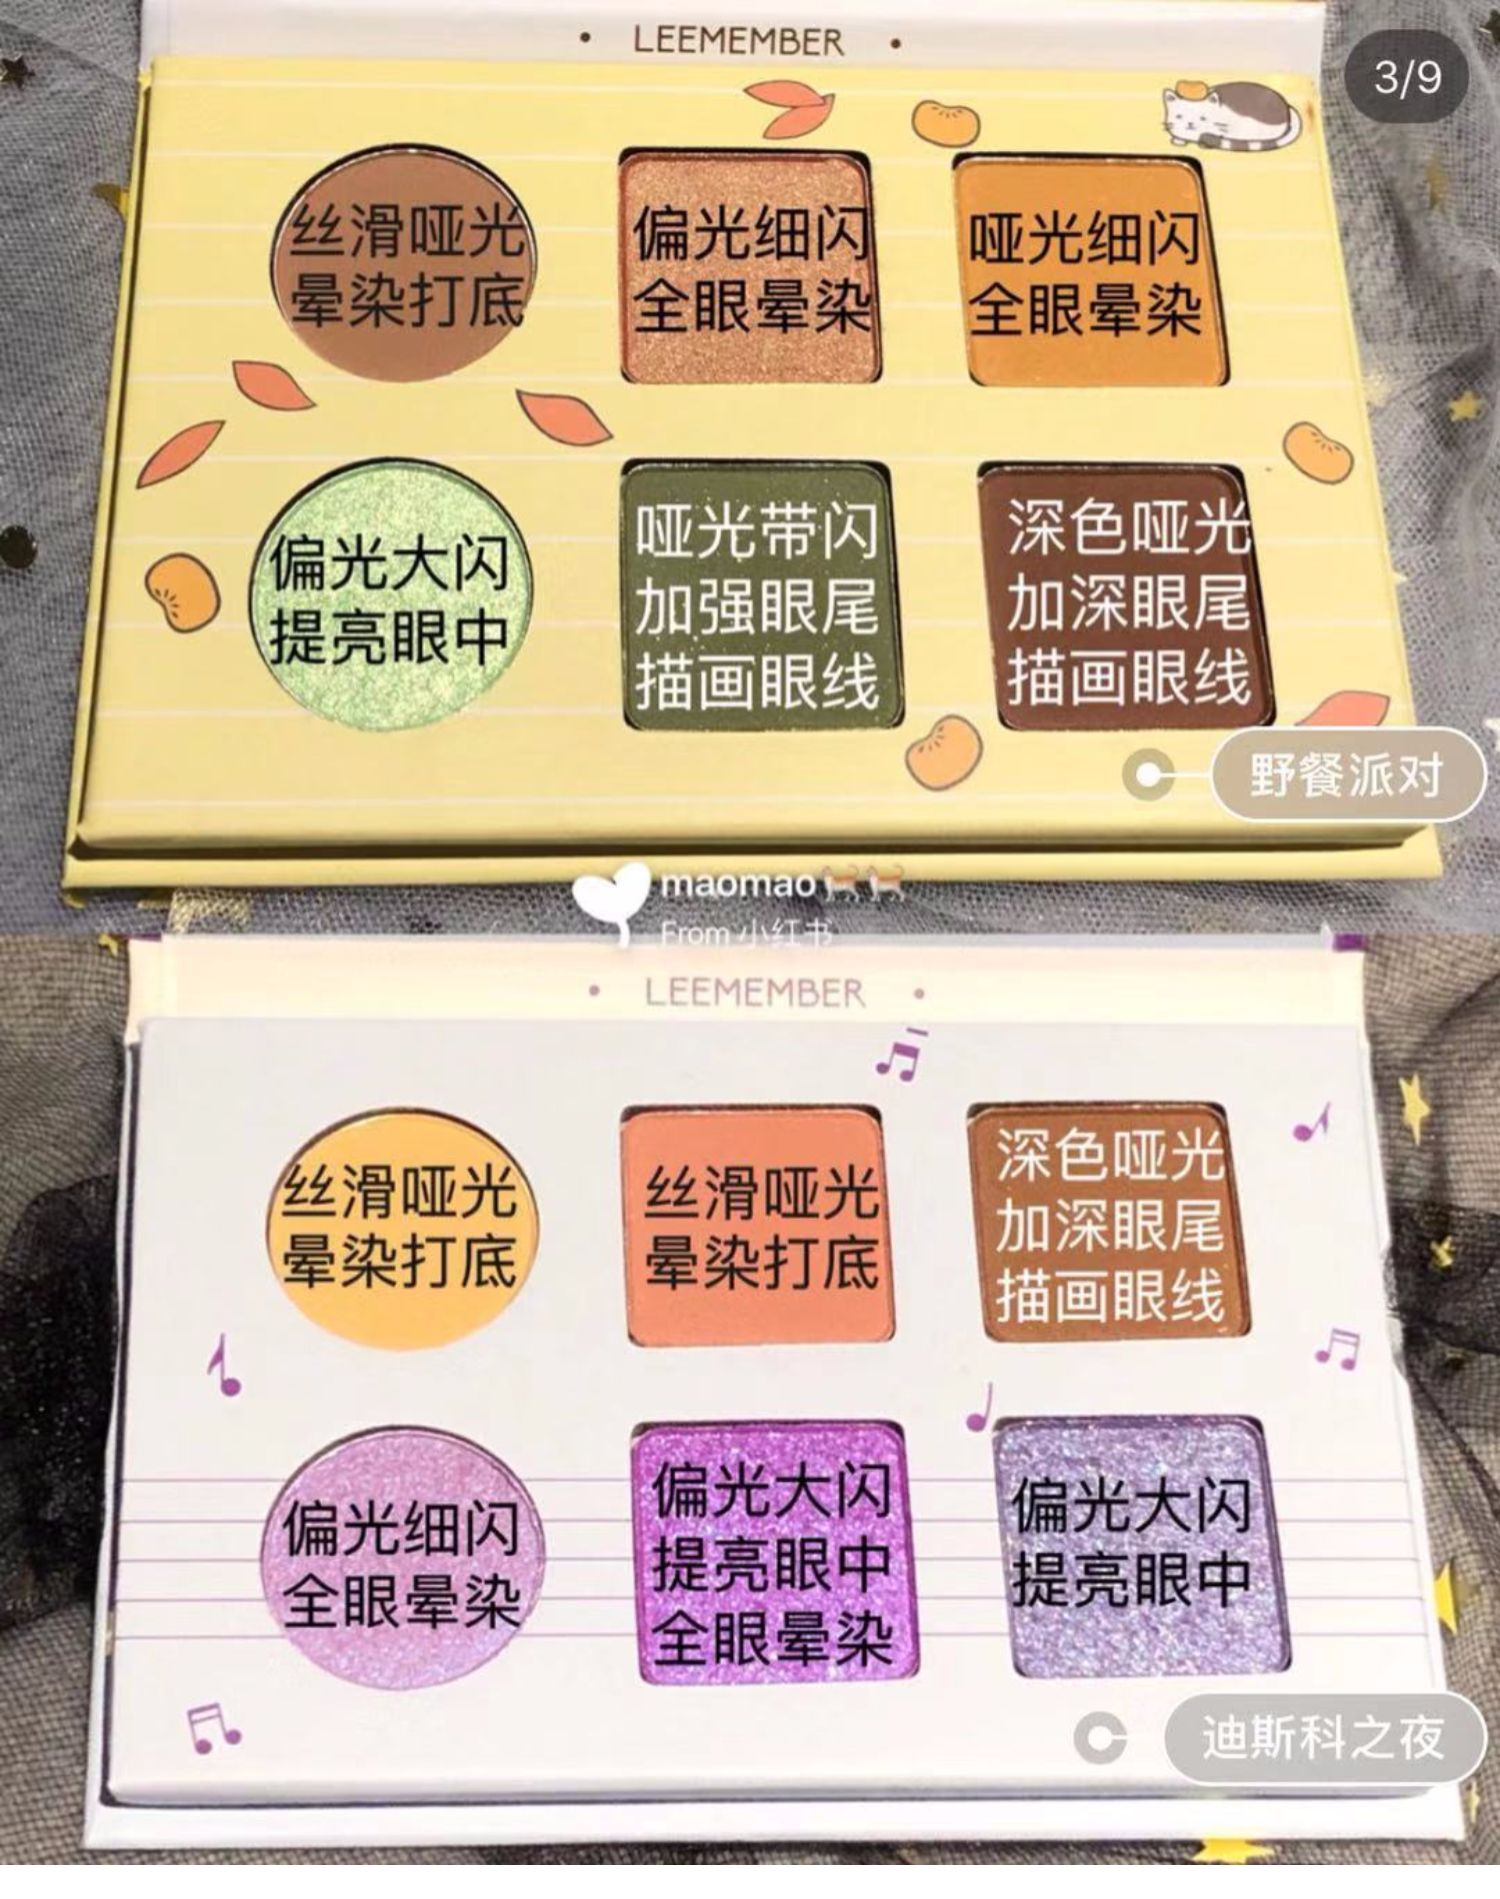 • LEEMEMBER •
3/9
丝滑哑光
晕染打底
偏光细闪
全眼晕染
哑光细闪
全眼晕染
偏光大闪
提亮眼中
哑光带闪
加强眼尾
描画眼线
深色哑光
加深眼尾
描画眼线
野餐派对
maomao🐈🐈
From 小红书
• LEEMEMBER •
丝滑哑光
晕染打底
丝滑哑光
晕染打底
深色哑光
加深眼尾
描画眼线
偏光细闪
全眼晕染
偏光大闪
提亮眼中
全眼晕染
偏光大闪
提亮眼中
迪斯科之夜